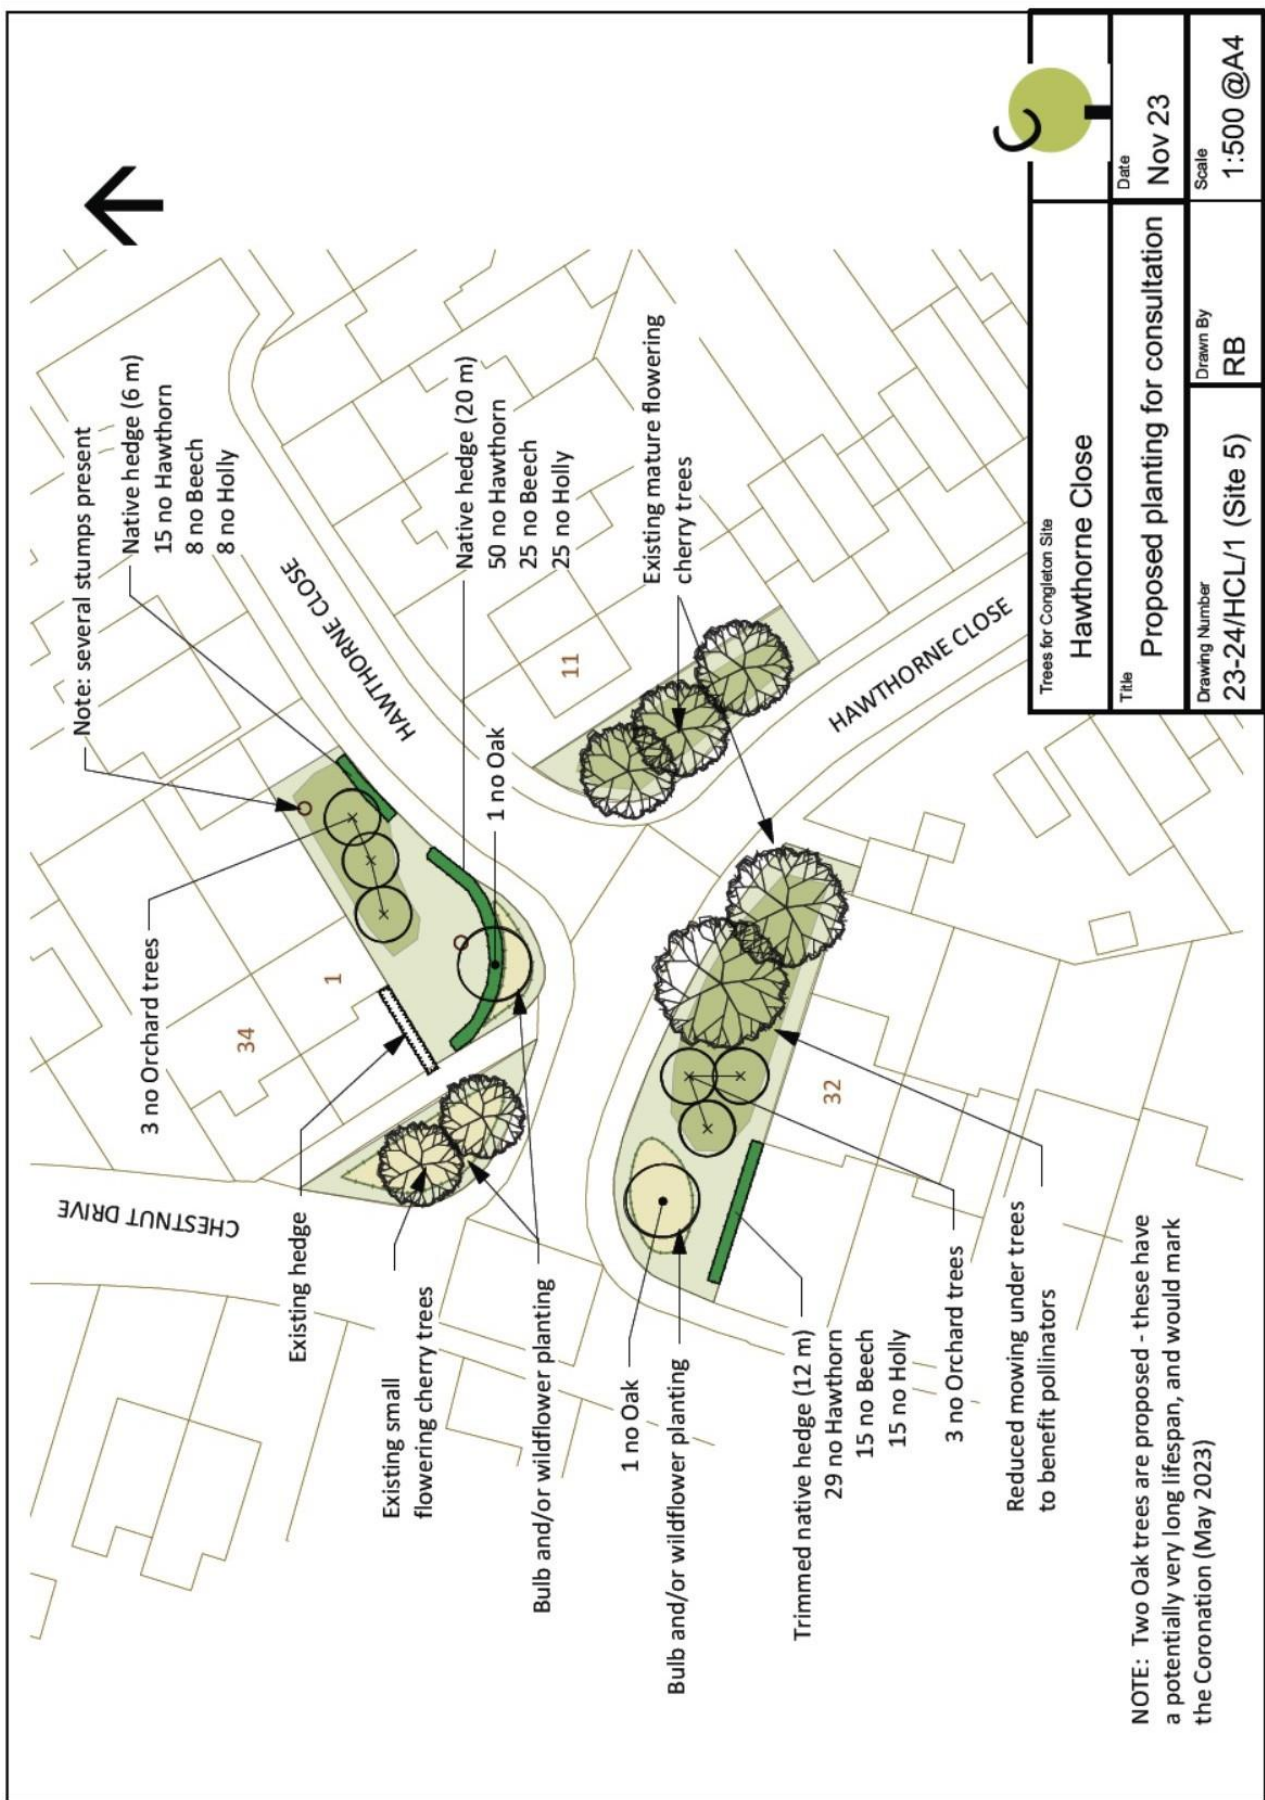 Note: several stumps present
Native hedge (6 m)
15 no Hawthorn
8 no Beech
8 no Holly
3 no Orchard trees
HAWTHORNE CLOSE
Native hedge (20 m)
50 no Hawthorn
25 no Beech
25 no Holly
1 no Oak
Existing mature flowering
cherry trees
34
1
11
32
CHESTNUT DRIVE
HAWTHORNE CLOSE
Existing hedge
Existing small
flowering cherry trees
Bulb and/or wildflower planting
1 no Oak
Bulb and/or wildflower planting
Trimmed native hedge (12 m)
29 no Hawthorn
15 no Beech
15 no Holly
3 no Orchard trees
Reduced mowing under trees
to benefit pollinators
NOTE: Two Oak trees are proposed - these have
a potentially very long lifespan, and would mark
the Coronation (May 2023)
Trees for Congleton Site
Hawthorne Close
Title
Proposed planting for consultation
Date
Nov 23
Drawing Number
23-24/HCL/1 (Site 5)
Drawn By
RB
Scale
1:500 @A4